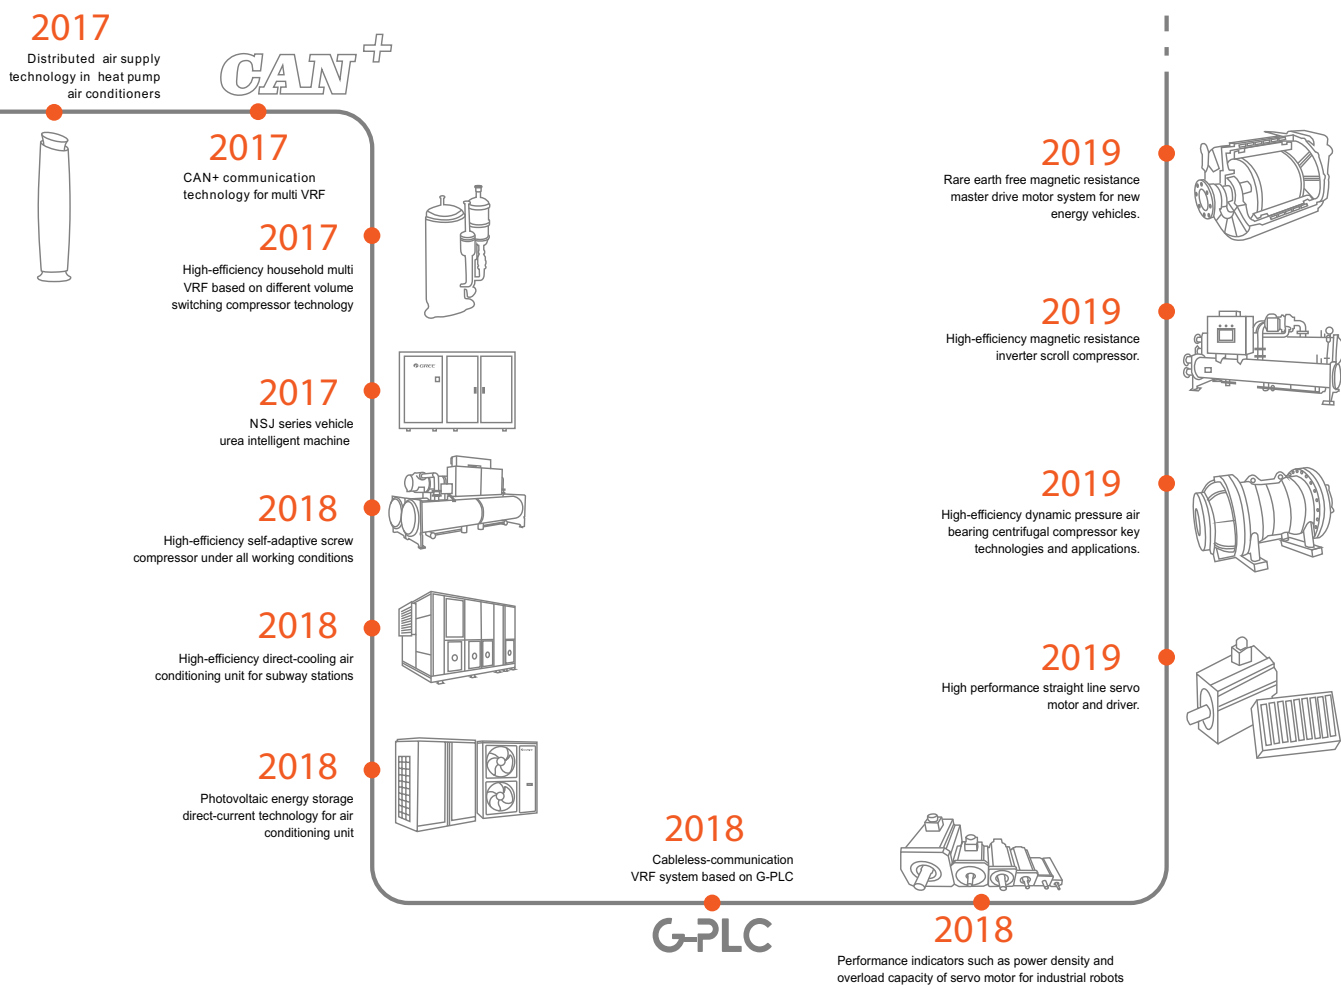 2017
Distributed air supply
technology in heat pump
air conditioners
CAN+
2017
CAN+ communication
technology for multi VRF
2017
High-efficiency household multi
VRF based on different volume
switching compressor technology
GREE
2017
NSJ series vehicle
urea intelligent machine
2018
High-efficiency self-adaptive screw
compressor under all working conditions
2018
High-efficiency direct-cooling air
conditioning unit for subway stations
2018
Photovoltaic energy storage
direct-current technology for air
conditioning unit
2018
Cableless-communication
VRF system based on G-PLC
G-PLC
2018
Performance indicators such as power density and
overload capacity of servo motor for industrial robots
2019
High performance straight line servo
motor and driver.
2019
High-efficiency dynamic pressure air
bearing centrifugal compressor key
technologies and applications.
2019
High-efficiency magnetic resistance
inverter scroll compressor.
2019
Rare earth free magnetic resistance
master drive motor system for new
energy vehicles.